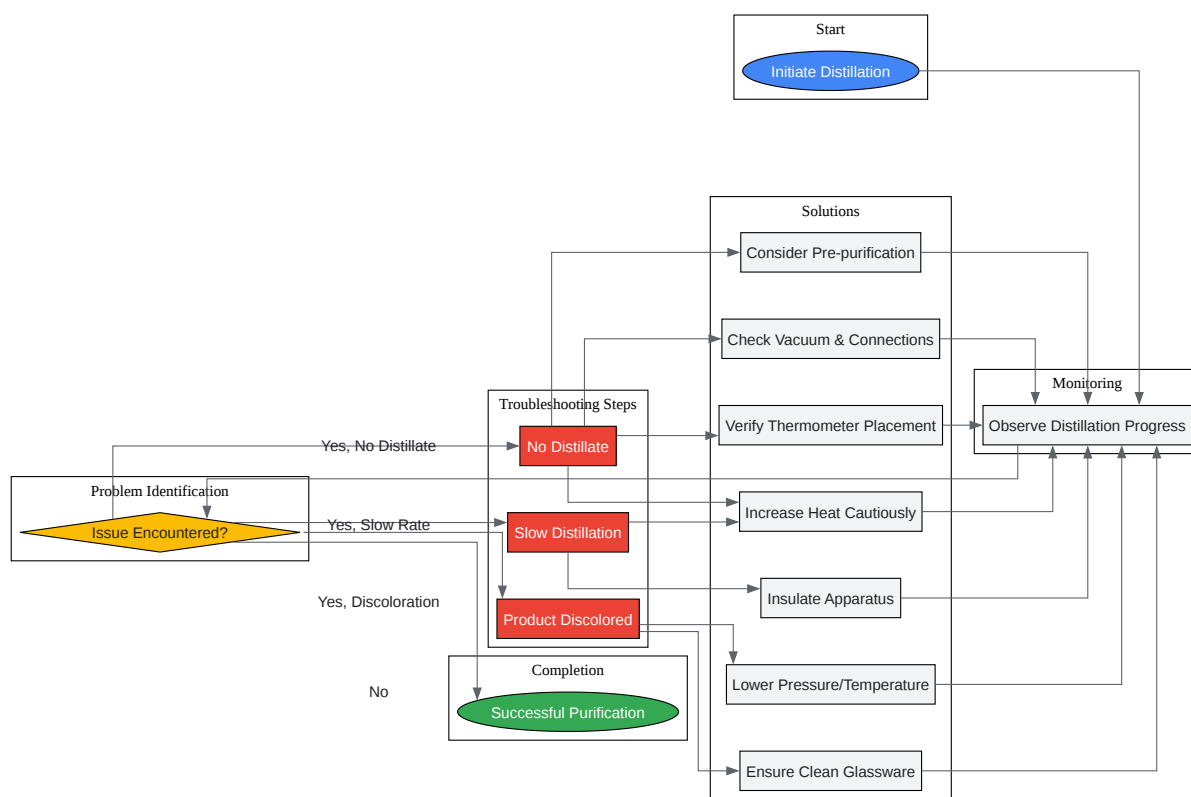 Start
Initiate Distillation
Solutions
Consider Pre-purification
Check Vacuum & Connections
Monitoring
Troubleshooting Steps
Verify Thermometer Placement
Observe Distillation Progress
Yes, No Distillate
No Distillate
Problem Identification
Increase Heat Cautiously
Issue Encountered?
Yes, Slow Rate
Slow Distillation
Insulate Apparatus
Yes, Discoloration
Product Discolored
Completion
Lower Pressure/Temperature
No
Successful Purification
Ensure Clean Glassware